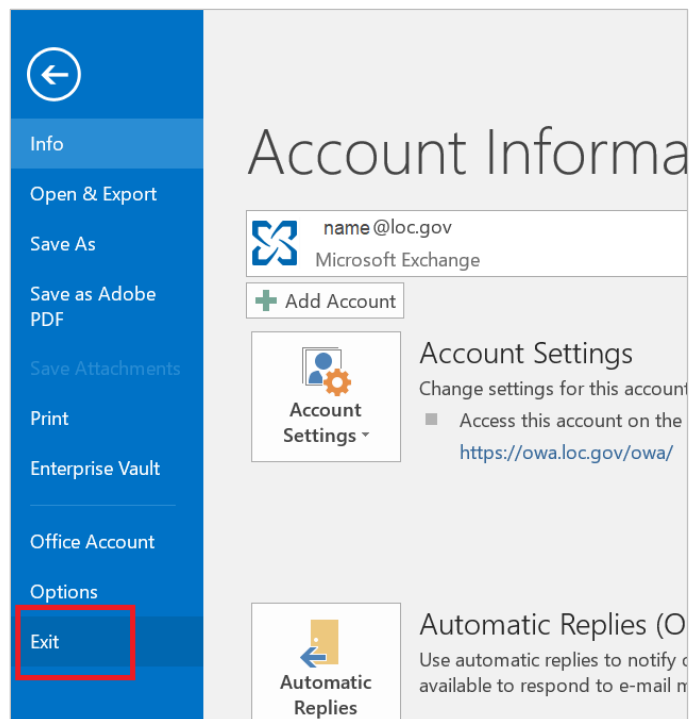 Info
Open & Export
Save As
Save as Adobe
PDF
Save Attachments
Print
Enterprise Vault
Office Account
Options
Exit
Account Informa
name@loc.gov
Microsoft Exchange
Add Account
Account
Settings
Account Settings
Change settings for this account
Access this account on the
https://owa.loc.gov/owa/
Automatic
Replies
Automatic Replies (O
Use automatic replies to notify
available to respond to e-mail